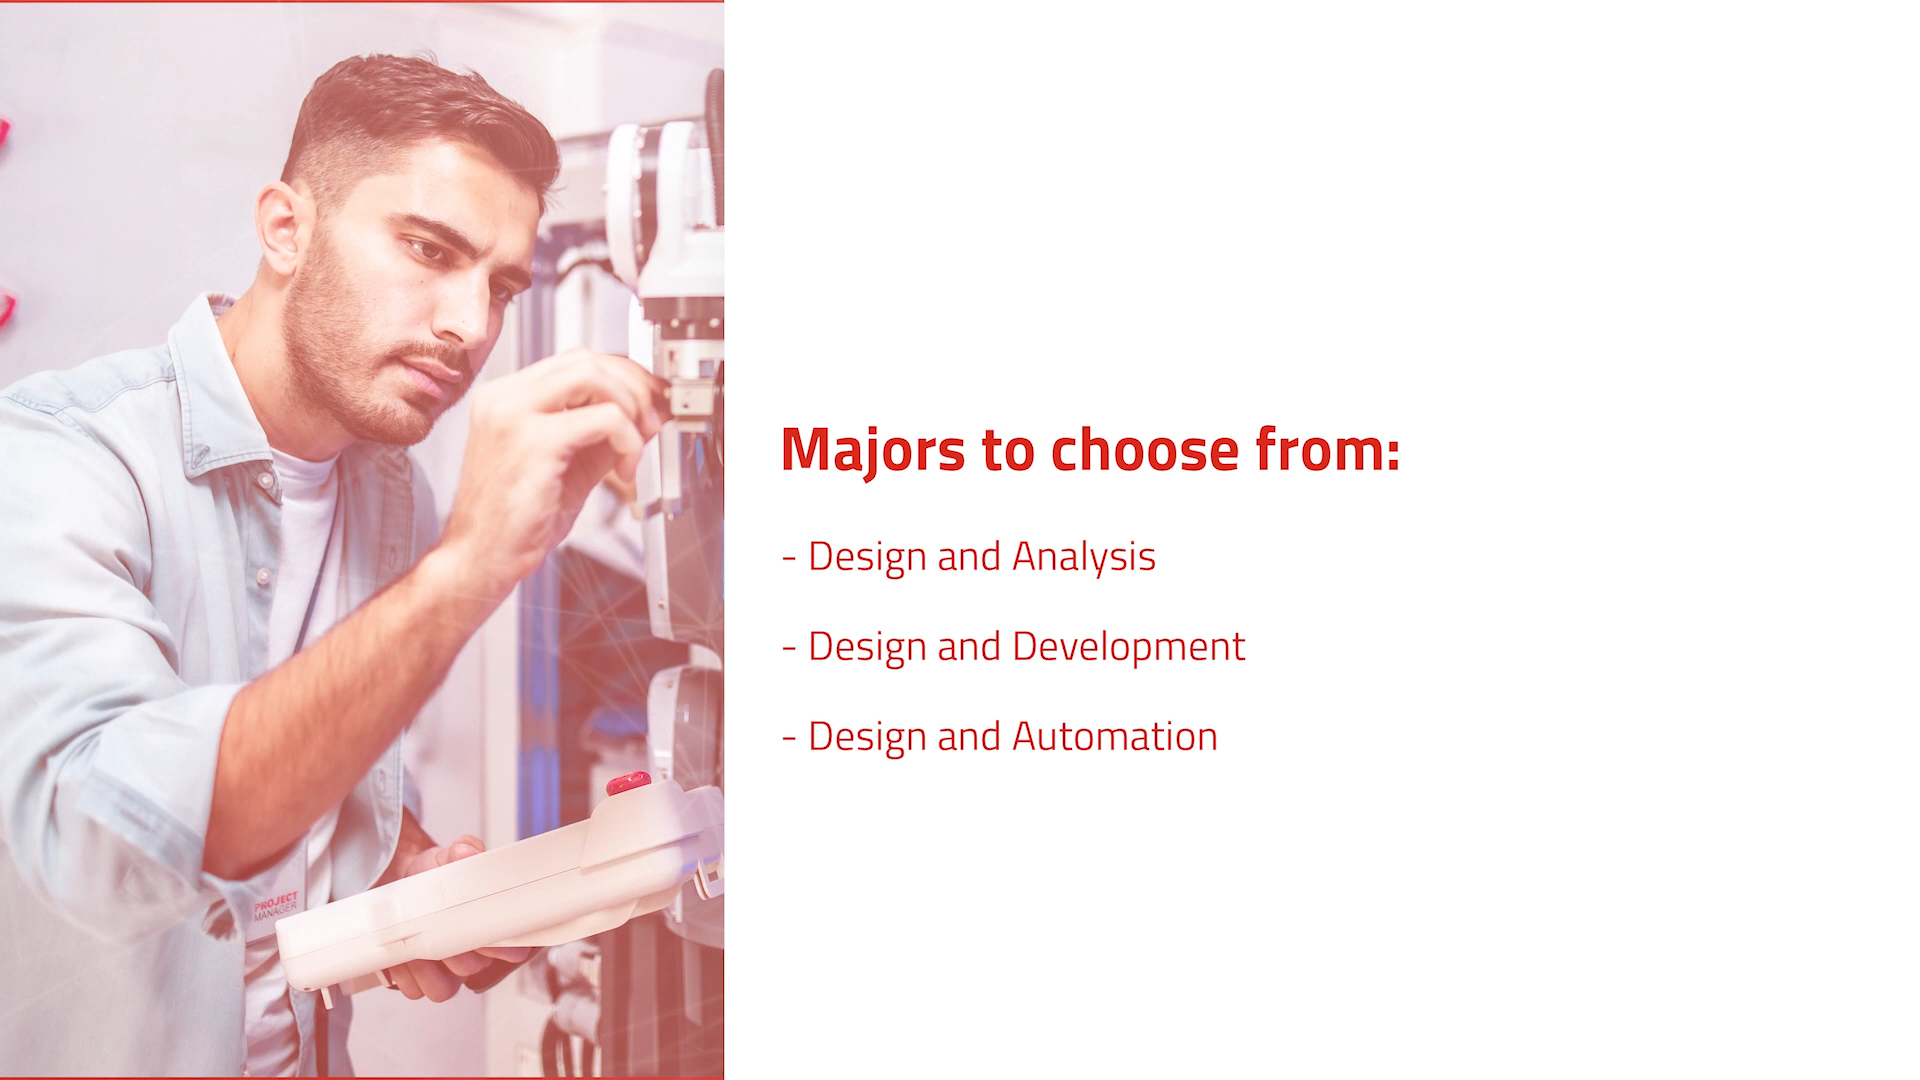 Majors to choose from:
- Design and Analysis
- Design and Development
- Design and Automation
PROJECT
MANAGER